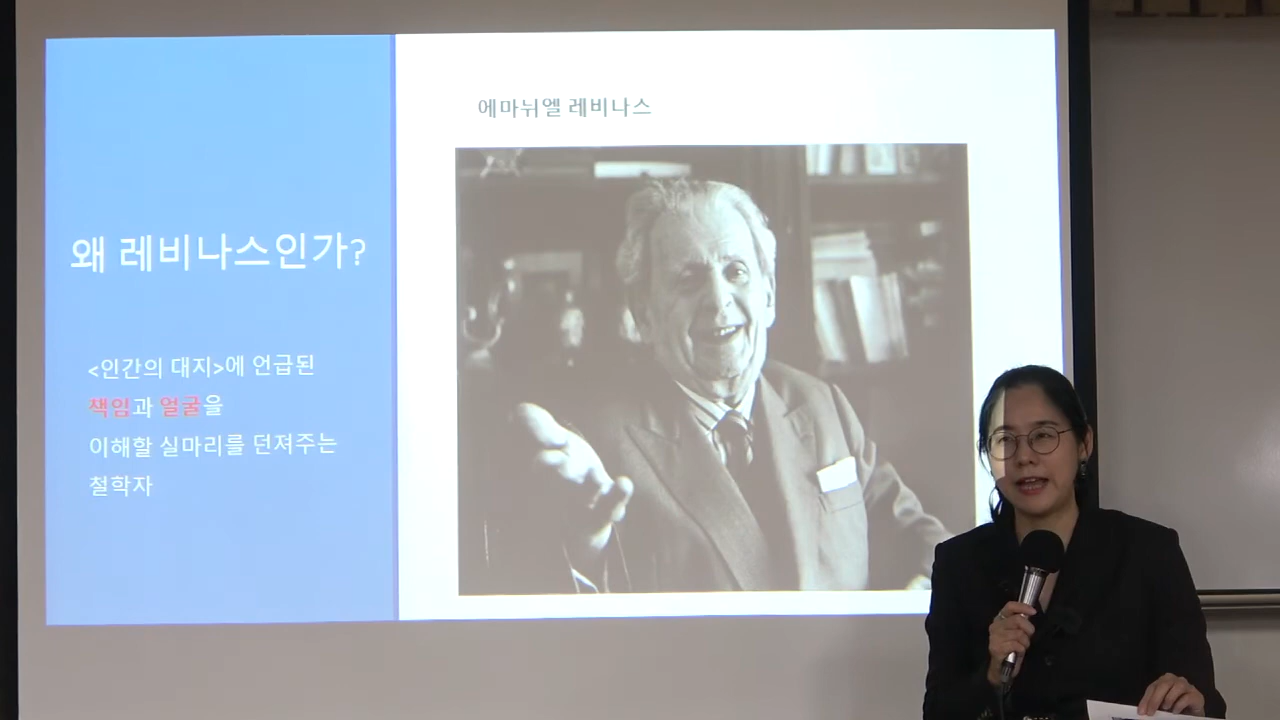 왜 레비나스인가?
<인간의 대지>에 언급된
책임과 얼굴을
이해할 실마리를 던져주는
철학자
에마뉘엘 레비나스